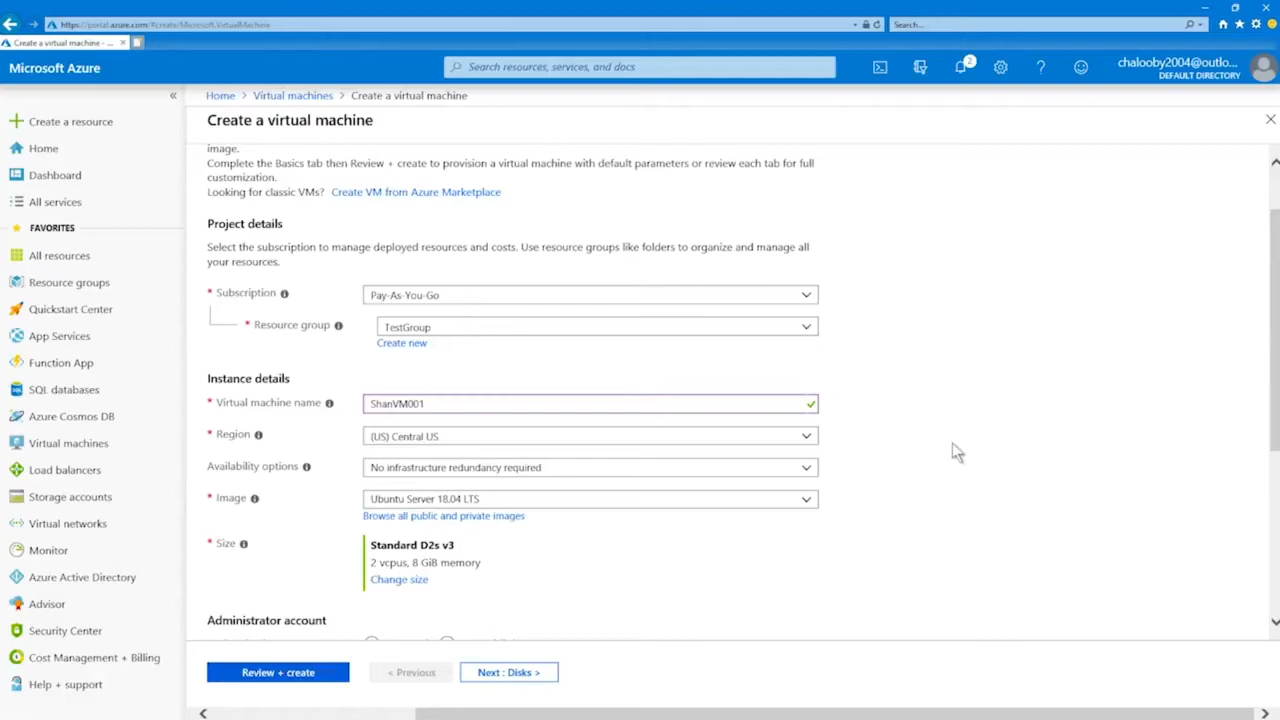 https://portal.azure.com/#create/Microsoft.VirtualMachine
Search...
Create a virtual machine - ...
Microsoft Azure
Search resources, services, and docs
2
chalooby2004@outlo...
DEFAULT DIRECTORY
Home > Virtual machines > Create a virtual machine
Create a virtual machine
Create a resource
Home
Dashboard
All services
FAVORITES
All resources
Resource groups
Quickstart Center
App Services
Function App
SQL databases
Azure Cosmos DB
Virtual machines
Load balancers
Storage accounts
Virtual networks
Monitor
Azure Active Directory
Advisor
Security Center
Cost Management + Billing
Help + support
image.
Complete the Basics tab then Review + create to provision a virtual machine with default parameters or review each tab for full
customization.
Looking for classic VMs? Create VM from Azure Marketplace
Project details
Select the subscription to manage deployed resources and costs. Use resource groups like folders to organize and manage all
your resources.
* Subscription
Pay-As-You-Go
* Resource group
TestGroup
Create new
Instance details
* Virtual machine name
ShanVM001
* Region
(US) Central US
Availability options
No infrastructure redundancy required
* Image
Ubuntu Server 18.04 LTS
Browse all public and private images
* Size
Standard D2s v3
2 vcpus, 8 GiB memory
Change size
Administrator account
Review + create
< Previous
Next : Disks >